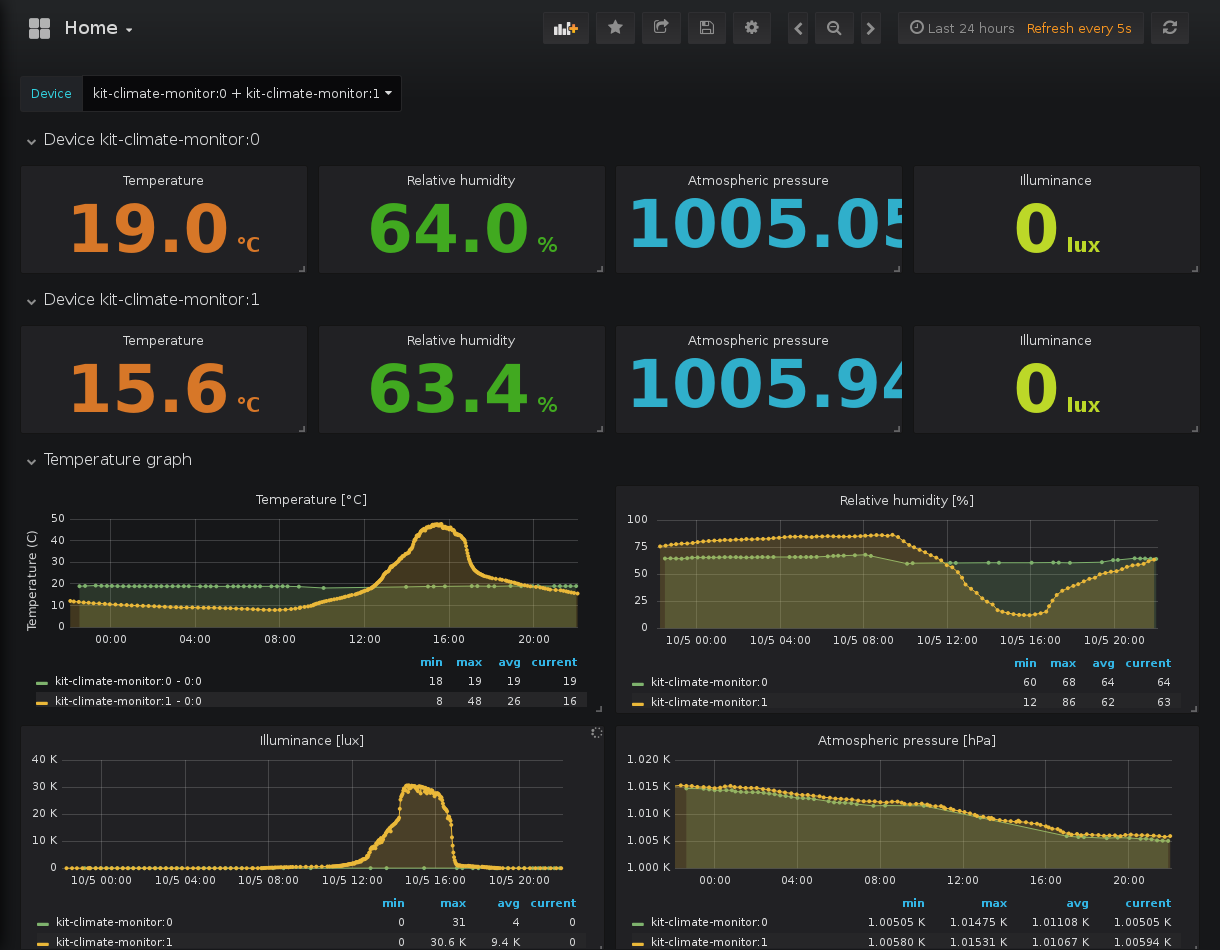 Home
Last 24 hours Refresh every 5s
Device kit-climate-monitor:0 + kit-climate-monitor:1
Device kit-climate-monitor:0
Temperature Relative humidity Atmospheric pressure Illuminance
19.0 °C 64.0 % 1005.05 0 lux
Device kit-climate-monitor:1
Temperature Relative humidity Atmospheric pressure Illuminance
15.6 °C 63.4 % 1005.94 0 lux
Temperature graph
Temperature [°C]
Temperature (C)
50
40
30
20
10
0
00:00 04:00 08:00 12:00 16:00 20:00
min max avg current
kit-climate-monitor:0 - 0:0 18 19 19 19
kit-climate-monitor:1 - 0:0 8 48 26 16
Relative humidity [%]
100
75
50
25
0
10/5 00:00 10/5 04:00 10/5 08:00 10/5 12:00 10/5 16:00 10/5 20:00
min max avg current
kit-climate-monitor:0 60 68 64 64
kit-climate-monitor:1 12 86 62 63
Illuminance [lux]
40 K
30 K
20 K
10 K
0
10/5 00:00 10/5 04:00 10/5 08:00 10/5 12:00 10/5 16:00 10/5 20:00
min max avg current
kit-climate-monitor:0 0 31 4 0
kit-climate-monitor:1 0 30.6 K 9.4 K 0
Atmospheric pressure [hPa]
1.020 K
1.015 K
1.010 K
1.005 K
1.000 K
00:00 04:00 08:00 12:00 16:00 20:00
min max avg current
kit-climate-monitor:0 1.00505 K 1.01475 K 1.01108 K 1.00505 K
kit-climate-monitor:1 1.00580 K 1.01531 K 1.01067 K 1.00594 K